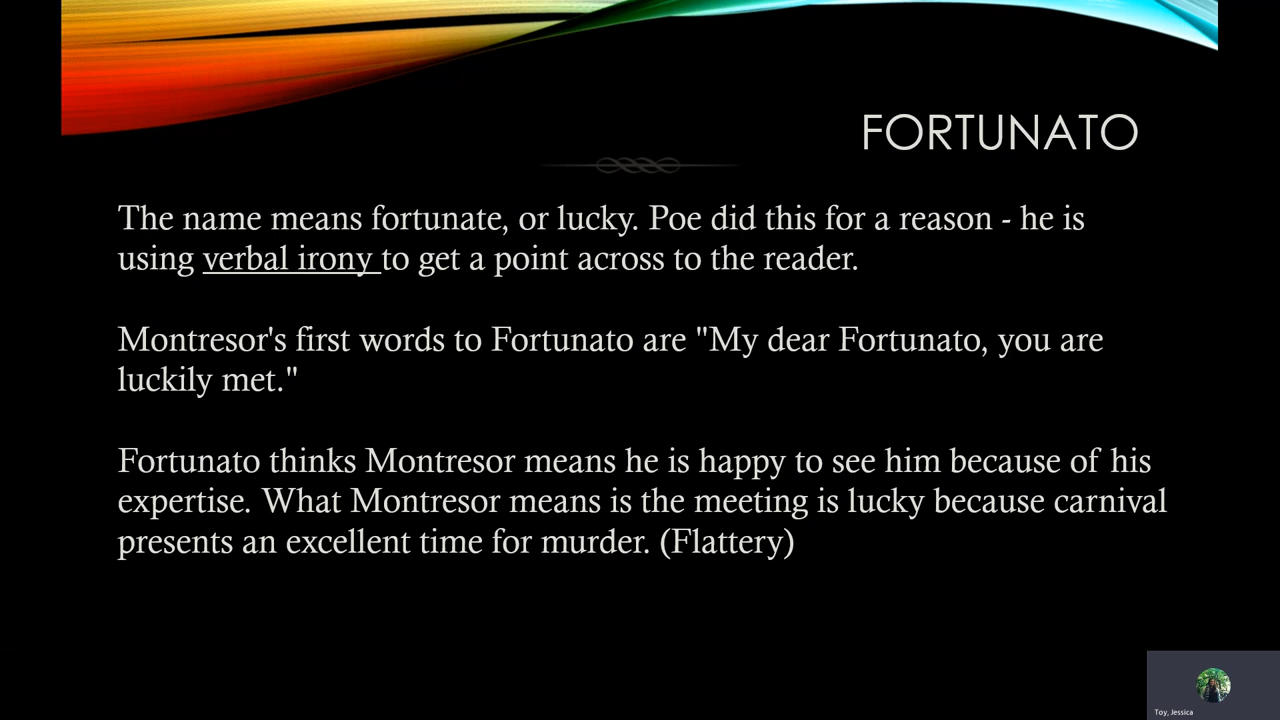 FORTUNATO
The name means fortunate, or lucky. Poe did this for a reason - he is
using verbal irony to get a point across to the reader.
Montresor's first words to Fortunato are "My dear Fortunato, you are
luckily met."
Fortunato thinks Montresor means he is happy to see him because of his
expertise. What Montresor means is the meeting is lucky because carnival
presents an excellent time for murder. (Flattery)
Toy, Jessica